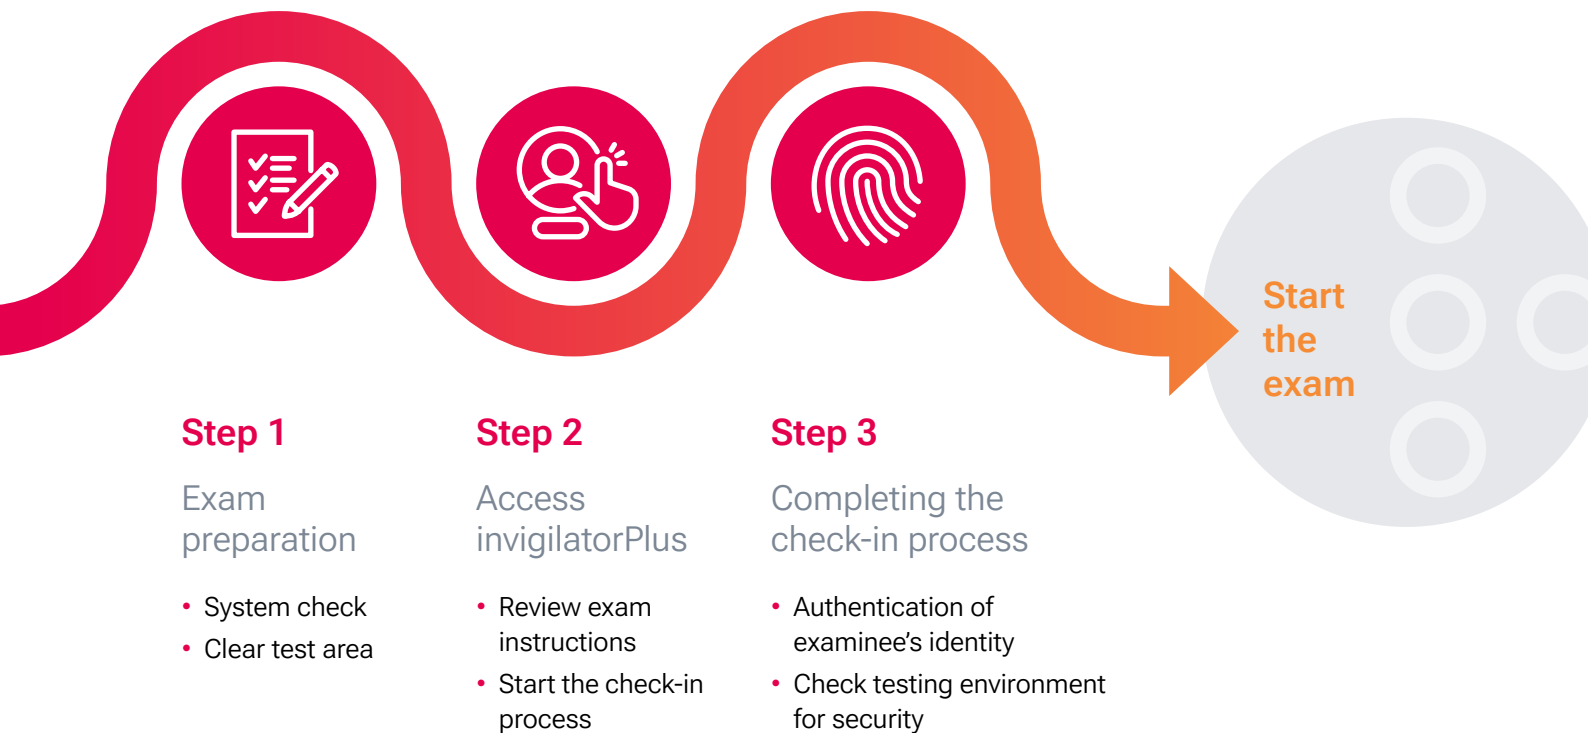 Start
the
exam
Step 1
Exam
preparation
• System check
• Clear test area
Step 2
Access
invigilatorPlus
• Review exam
instructions
• Start the check-in
process
Step 3
Completing the
check-in process
• Authentication of
examinee's identity
• Check testing environment
for security